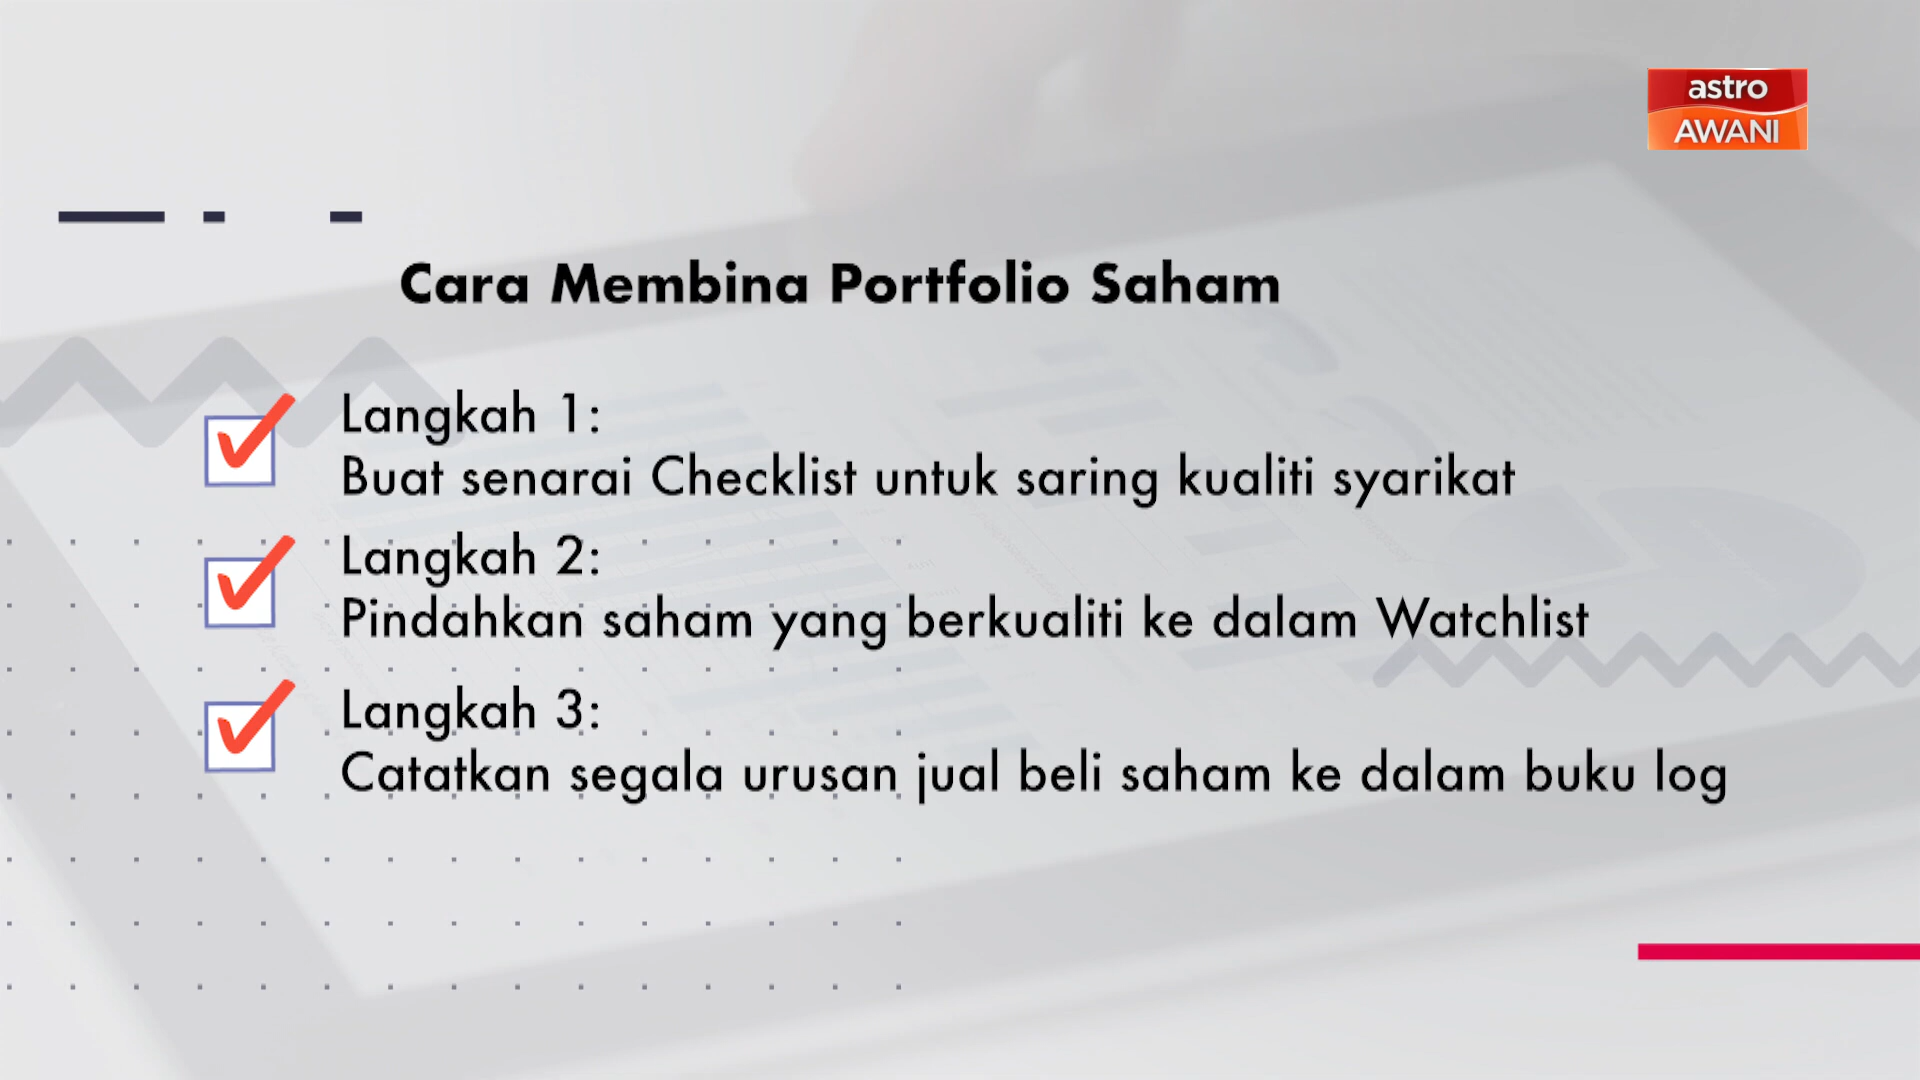 astro
AWANI
Cara Membina Portfolio Saham
Langkah 1:
Buat senarai Checklist untuk saring kualiti syarikat
Langkah 2:
Pindahkan saham yang berkualiti ke dalam Watchlist
Langkah 3:
Catatkan segala urusan jual beli saham ke dalam buku log